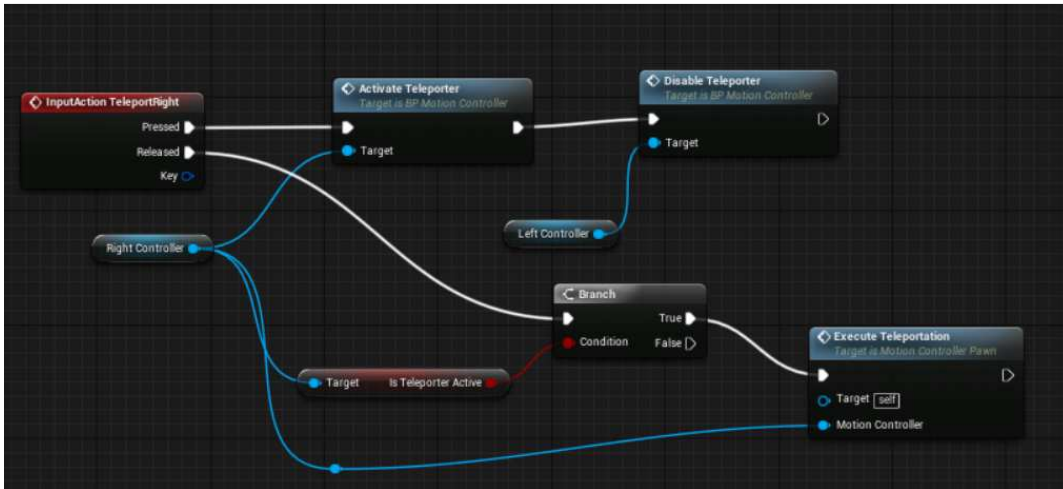 InputAction TeleportRight
Pressed
Released
Key
Activate Teleporter
Target is BP Motion Controller
Target
Disable Teleporter
Target is BP Motion Controller
Target
Right Controller
Left Controller
Branch
True
Condition
False
Target
Is Teleporter Active
Execute Teleportation
Target is Motion Controller Pawn
Target self
Motion Controller